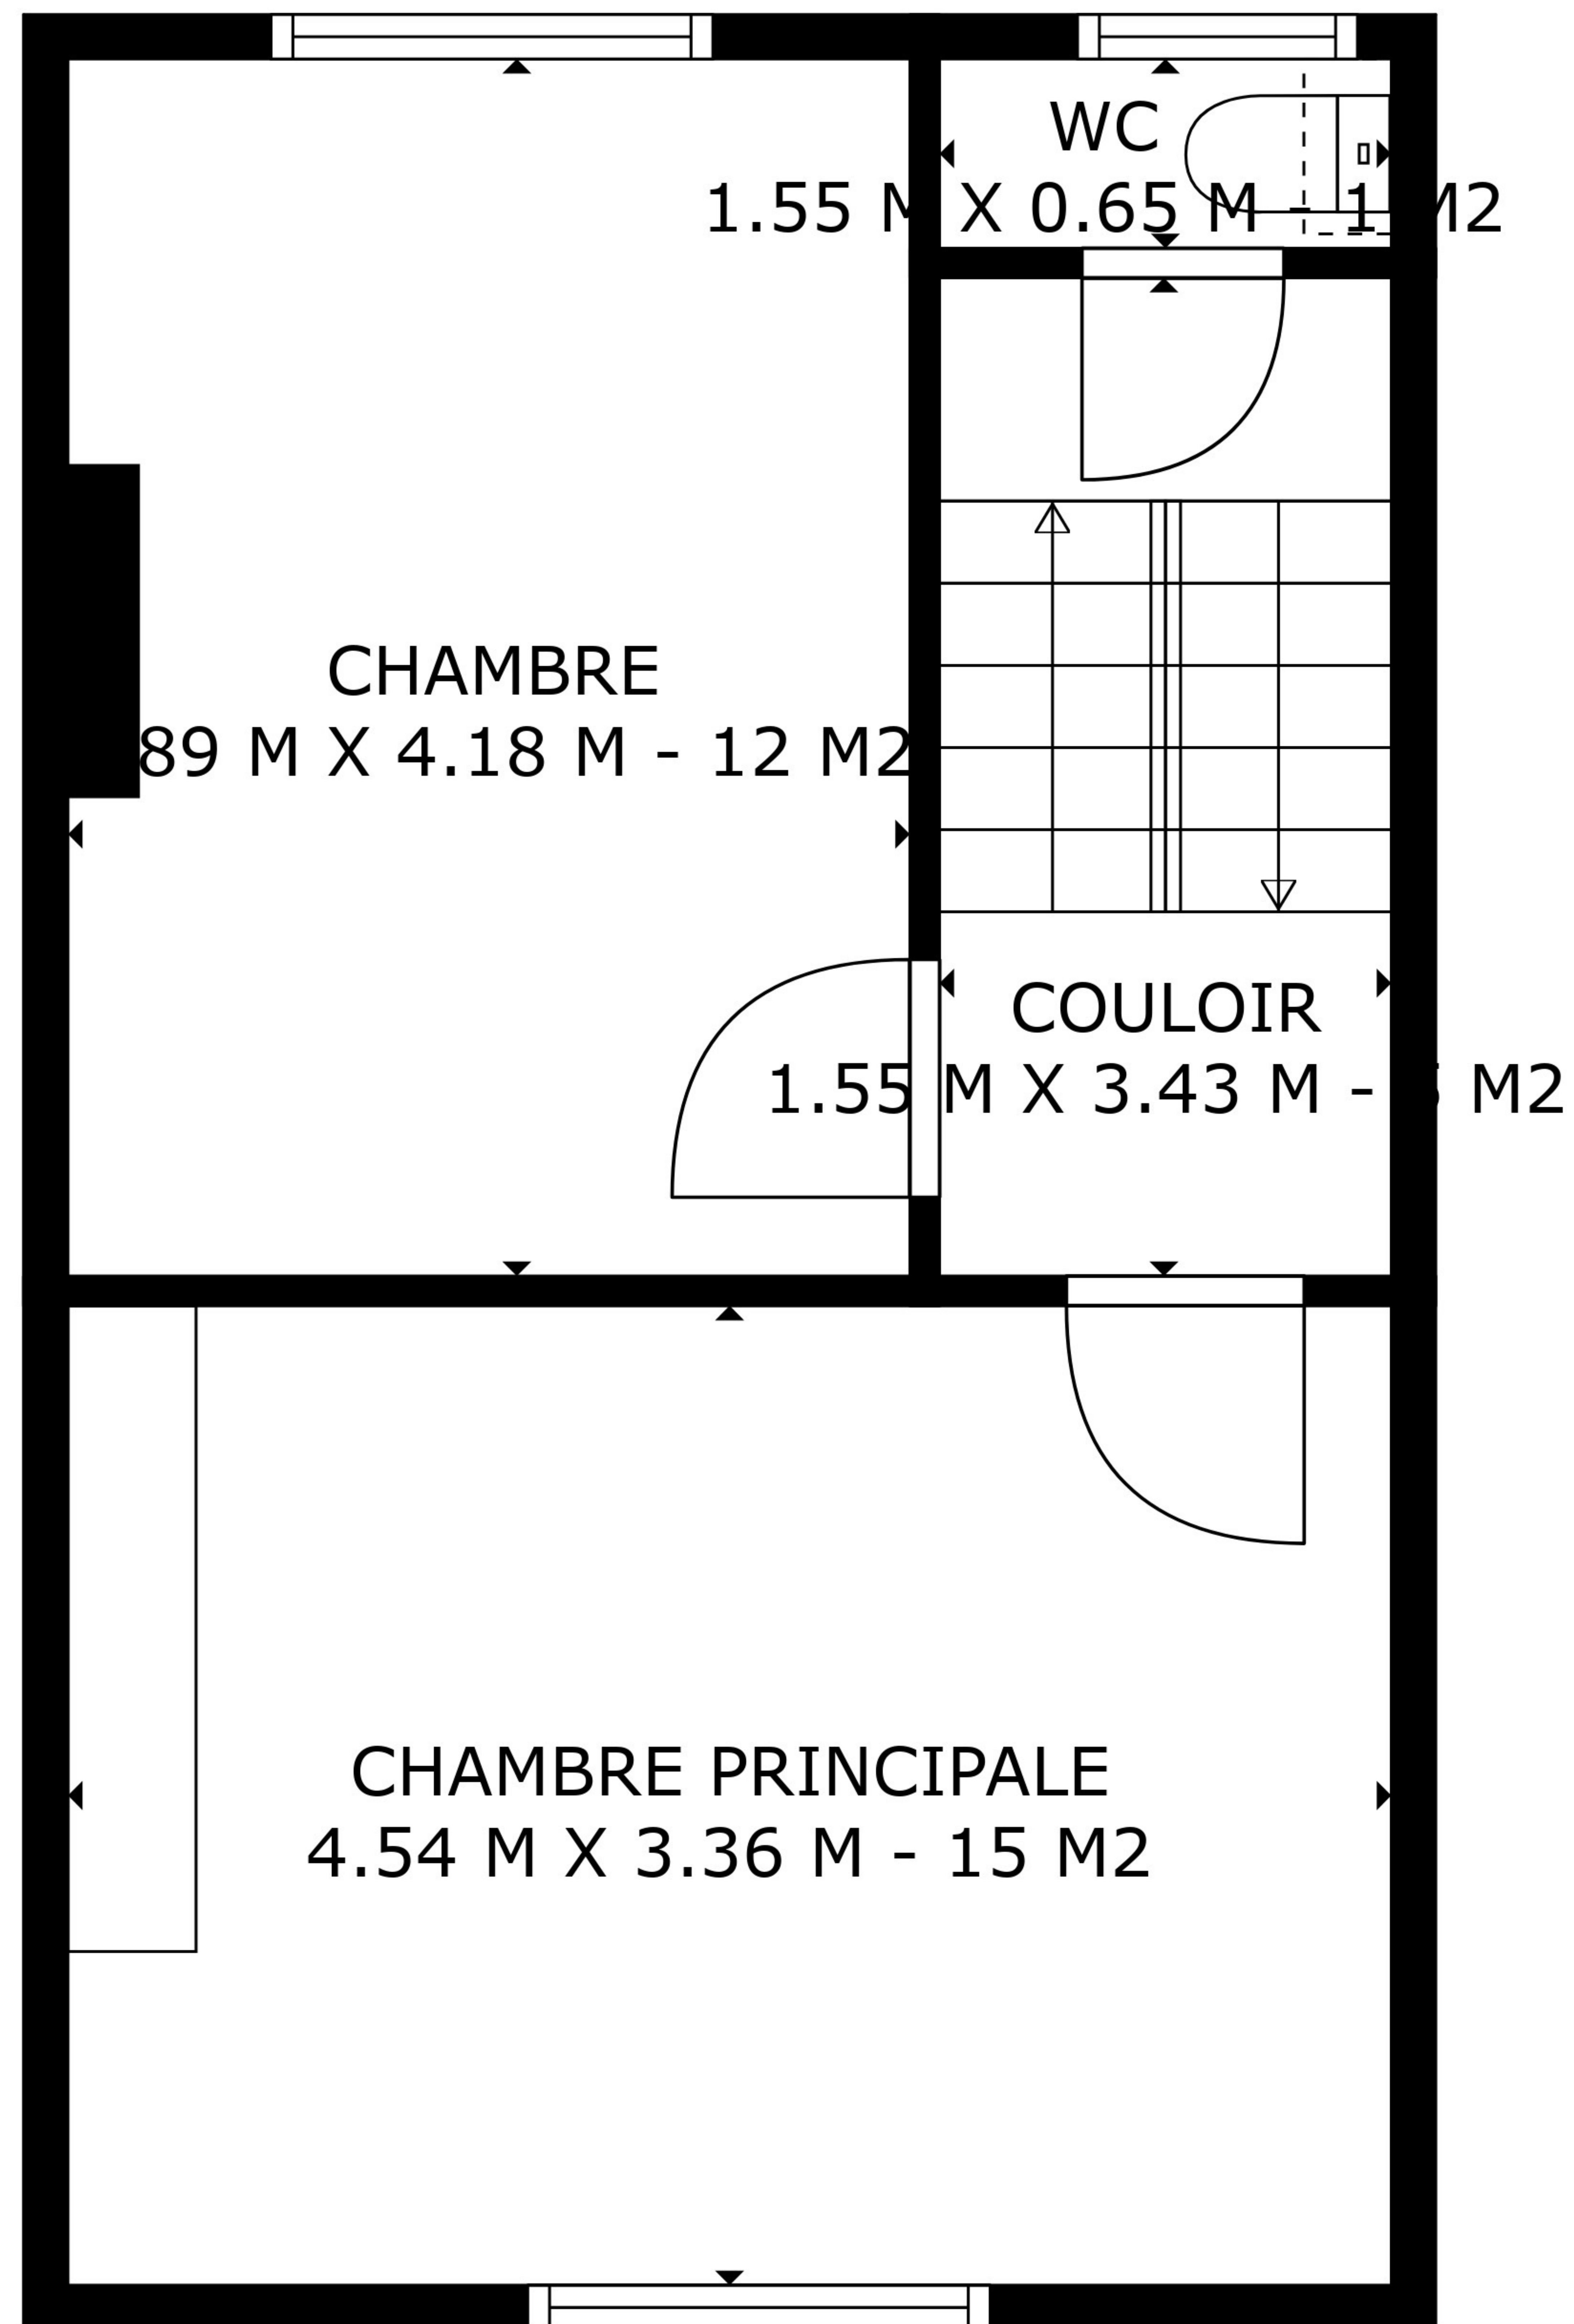 WC
1.55 M X 0.65 M - 1 M2
CHAMBRE
89 M X 4.18 M - 12 M2
COULOIR
1.55 M X 3.43 M - M2
CHAMBRE PRINCIPALE
4.54 M X 3.36 M - 15 M2